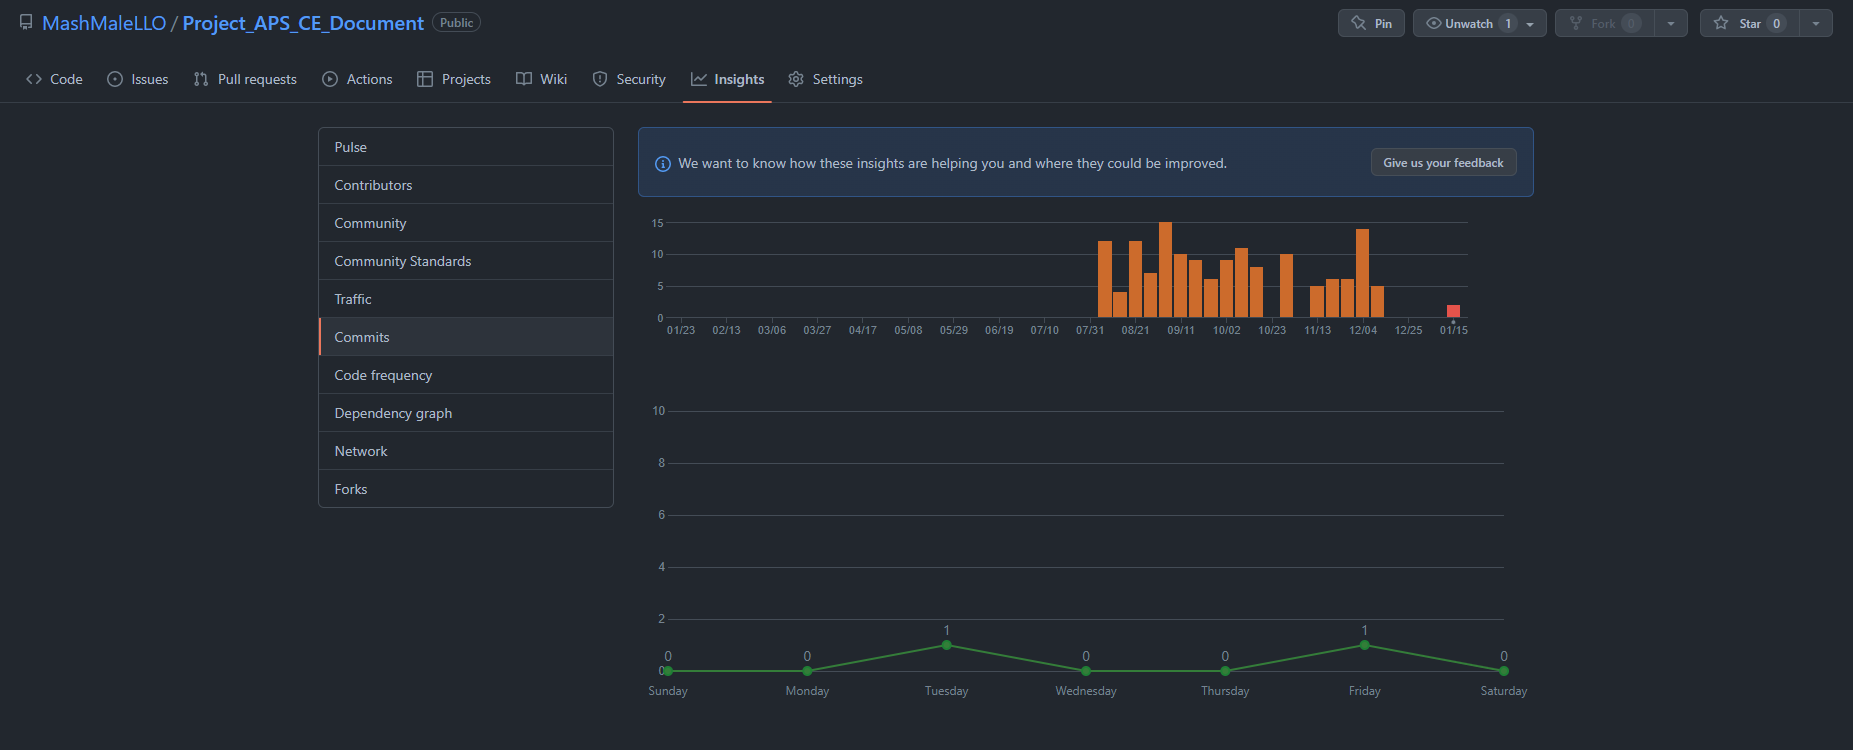 MashMaleLLO / Project_APS_CE_Document Public
Pin
Unwatch 1
Fork 0
Star 0
Code
Issues
Pull requests
Actions
Projects
Wiki
Security
Insights
Settings
Pulse
Contributors
Community
Community Standards
Traffic
Commits
Code frequency
Dependency graph
Network
Forks
We want to know how these insights are helping you and where they could be improved.
Give us your feedback
15
10
5
0
01/23 02/13 03/06 03/27 04/17 05/08 05/29 06/19 07/10 07/31 08/21 09/11 10/02 10/23 11/13 12/04 12/25 01/15
10
8
6
4
2
0
0 0 1 0 0 1 0
Sunday Monday Tuesday Wednesday Thursday Friday Saturday